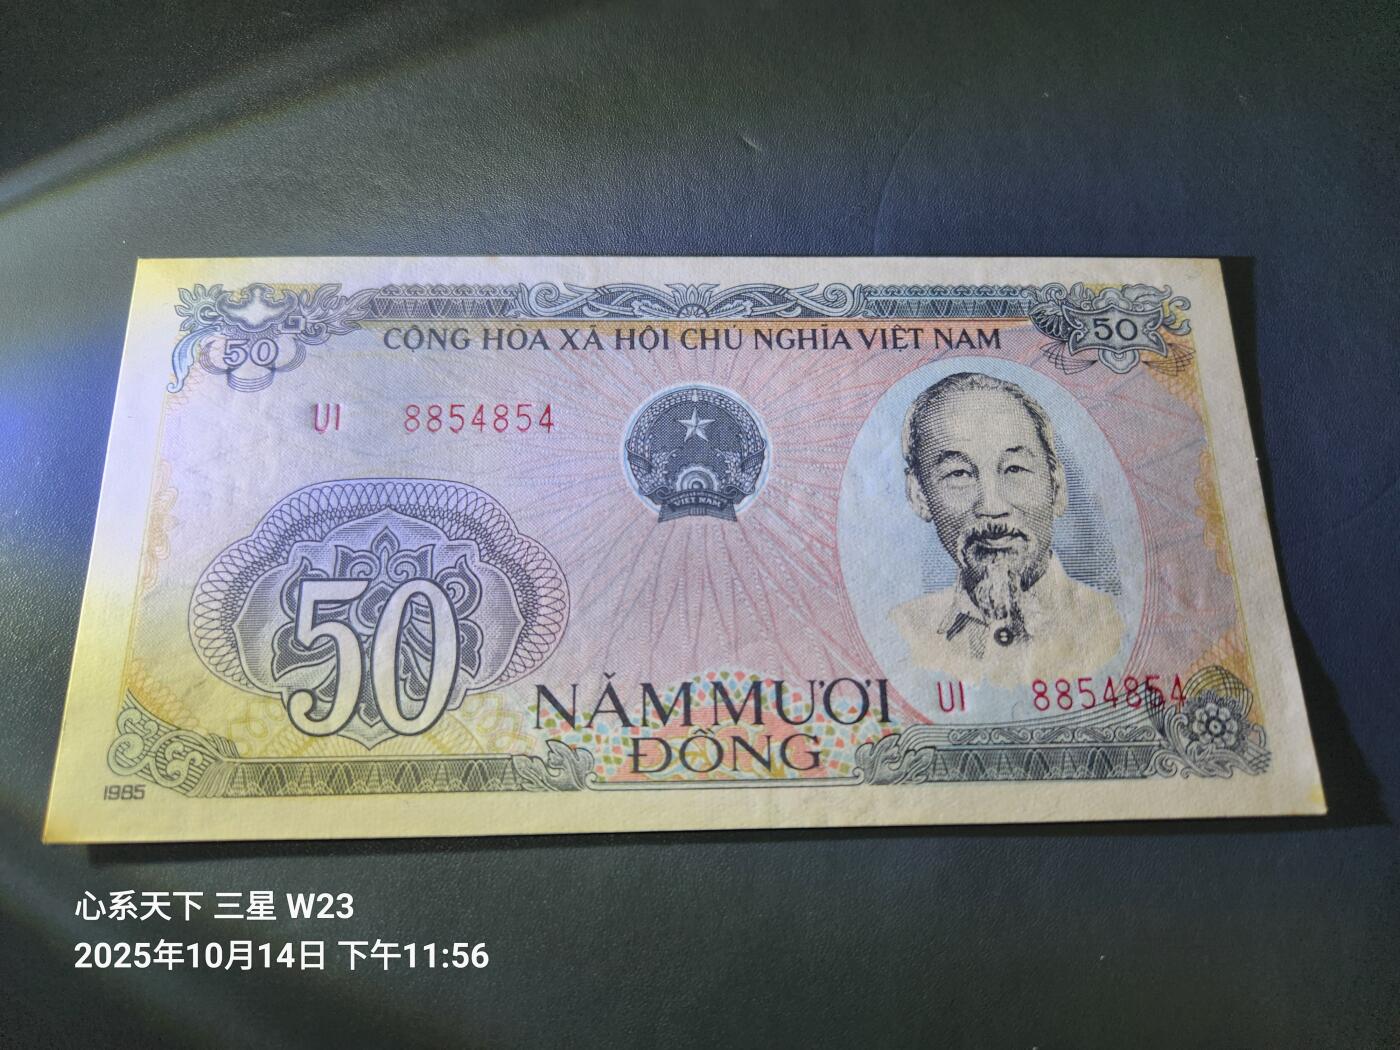 50
50
CỘNG HÒA XÃ HỘI CHỦ NGHĨA VIỆT NAM
UI 8854854
VIỆT NAM
50
NĂM MƯƠI
ĐỒNG
UI 8854854
1985
心系天下 三星 W23
2025年10月14日 下午11:56